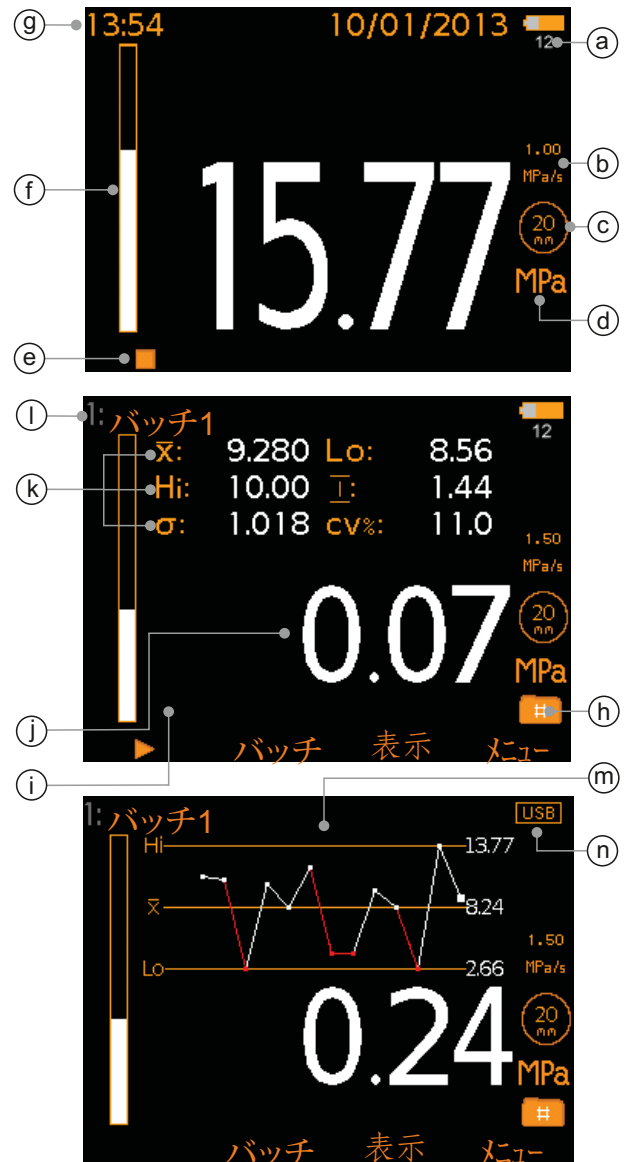 g 13:54 10/01/2013
12 a
1.00 b
MPa/s
f 15.77 20 mm c
MPa
d
e
l 1: バッチ1 12
x̅: 9.280 Lo: 8.56
k Hi: 10.00 I̅: 1.44
σ: 1.018 cv%: 11.0
1.50
MPa/s
0.07 20 mm
MPa
j # h
バッチ 表示 メニュー
i
m
1: バッチ1 USB
Hi 13.77 n
x̅ 8.24
1.50
Lo 2.66 MPa/s
0.24 20 mm
MPa
#
バッチ 表示 メニュー